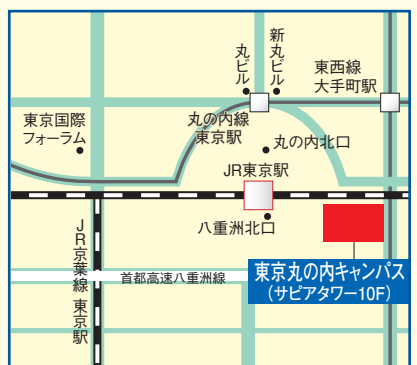 丸ビル
新丸ビル
東西線
大手町駅
東京国際
フォーラム
丸の内線
東京駅
丸の内北口
JR東京駅
八重洲北口
JR京葉線 東京駅
首都高速八重洲線
東京丸の内キャンパス
(サピアタワー10F)